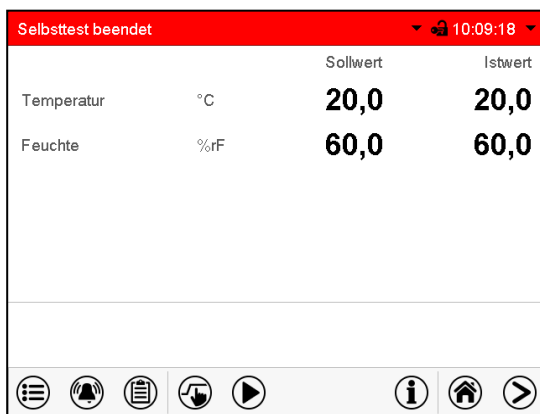 Selbsttest beendet 10:09:18
Sollwert Istwert
Temperatur °C 20,0 20,0
Feuchte %rF 60,0 60,0